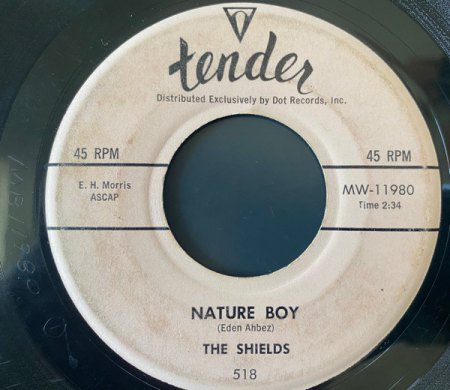 tender
Distributed Exclusively by Dot Records, Inc.
45 RPM
45 RPM
E. H. Morris
ASCAP
MW-11980
Time 2:34
NATURE BOY
(Eden Ahbez)
THE SHIELDS
518